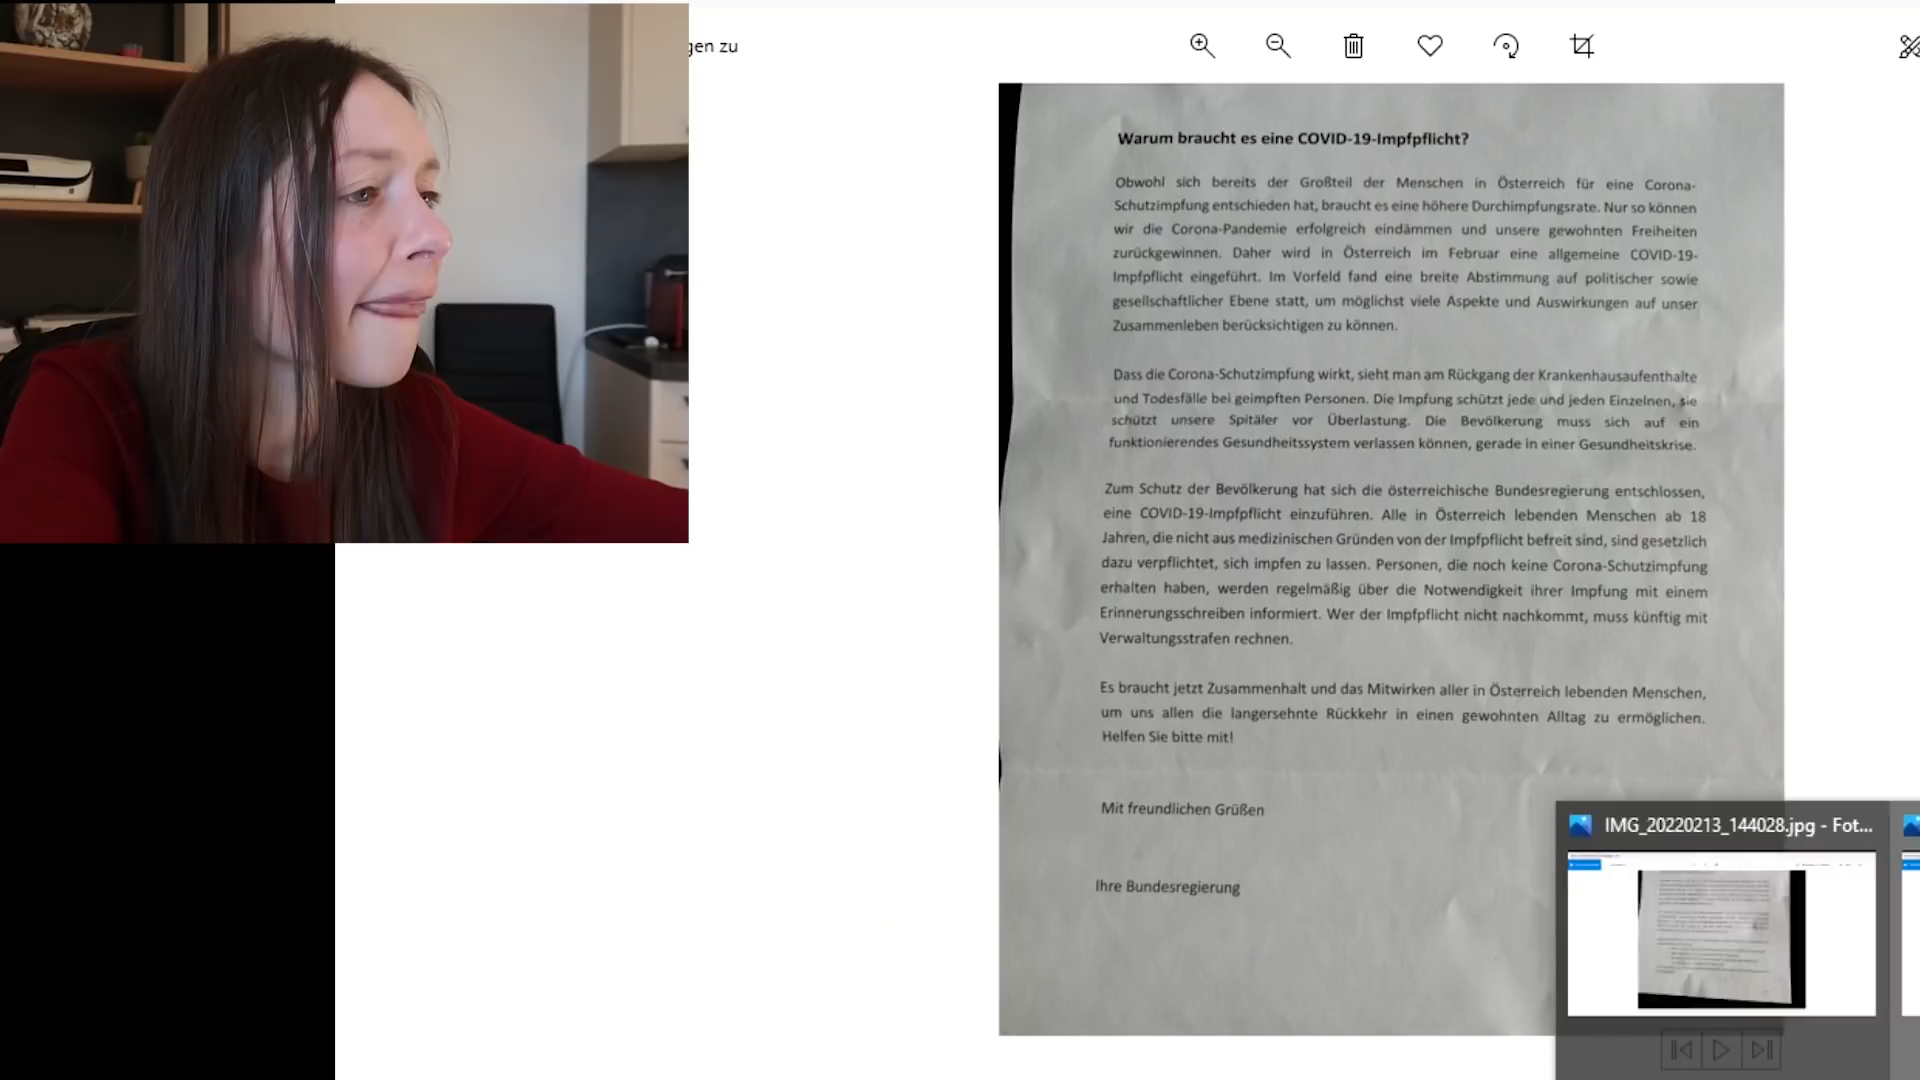 gen zu
Warum braucht es eine COVID-19-Impfpflicht?
Obwohl sich bereits der Großteil der Menschen in Österreich für eine Corona-
Schutzimpfung entschieden hat, braucht es eine höhere Durchimpfungsrate. Nur so können
wir die Corona-Pandemie erfolgreich eindämmen und unsere gewohnten Freiheiten
zurückgewinnen. Daher wird in Österreich im Februar eine allgemeine COVID-19-
Impfpflicht eingeführt. Im Vorfeld fand eine breite Abstimmung auf politischer sowie
gesellschaftlicher Ebene statt, um möglichst viele Aspekte und Auswirkungen auf unser
Zusammenleben berücksichtigen zu können.
Dass die Corona-Schutzimpfung wirkt, sieht man am Rückgang der Krankenhausaufenthalte
und Todesfälle bei geimpften Personen. Die Impfung schützt jede und jeden Einzelnen, sie
schützt unsere Spitäler vor Überlastung. Die Bevölkerung muss sich auf ein
funktionierendes Gesundheitssystem verlassen können, gerade in einer Gesundheitskrise.
Zum Schutz der Bevölkerung hat sich die österreichische Bundesregierung entschlossen,
eine COVID-19-Impfpflicht einzuführen. Alle in Österreich lebenden Menschen ab 18
Jahren, die nicht aus medizinischen Gründen von der Impfpflicht befreit sind, sind gesetzlich
dazu verpflichtet, sich impfen zu lassen. Personen, die noch keine Corona-Schutzimpfung
erhalten haben, werden regelmäßig über die Notwendigkeit ihrer Impfung mit einem
Erinnerungsschreiben informiert. Wer der Impfpflicht nicht nachkommt, muss künftig mit
Verwaltungsstrafen rechnen.
Es braucht jetzt Zusammenhalt und das Mitwirken aller in Österreich lebenden Menschen,
um uns allen die langersehnte Rückkehr in einen gewohnten Alltag zu ermöglichen.
Helfen Sie bitte mit!
Mit freundlichen Grüßen
Ihre Bundesregierung
IMG_20220213_144028.jpg - Fot...